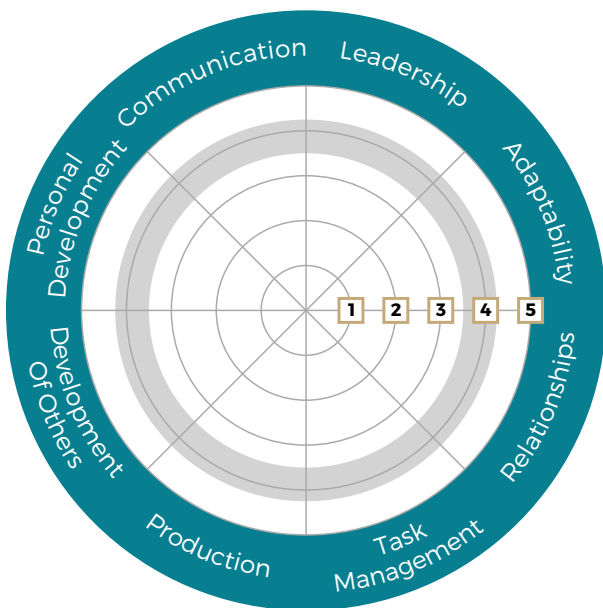 Communication
Leadership
Adaptability
Relationships
Task
Management
Production
Development
Of Others
Personal
Development
1 2 3 4 5